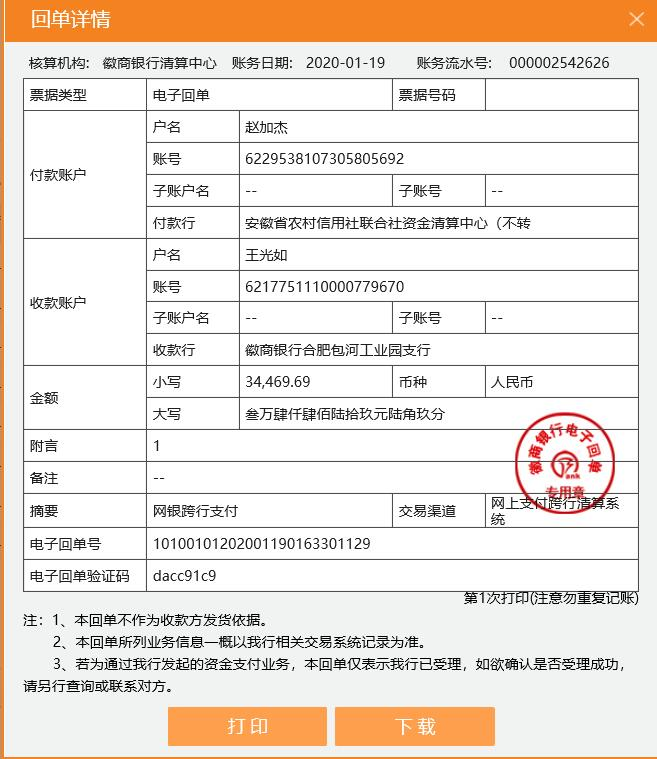 回单详情
核算机构: 徽商银行清算中心 账务日期: 2020-01-19 账务流水号: 000002542626
票据类型 电子回单 票据号码
付款账户
户名 赵加杰
账号 6229538107305805692
子账户名 -- 子账号 --
付款行 安徽省农村信用社联合社资金清算中心（不转
收款账户
户名 王光如
账号 6217751110000779670
子账户名 -- 子账号 --
收款行 徽商银行合肥包河工业园支行
金额
小写 34,469.69 币种 人民币
大写 叁万肆仟肆佰陆拾玖元陆角玖分
附言 1
备注 --
徽商银行电子回单
ank
专用章
摘要 网银跨行支付 交易渠道 网上支付跨行清算系
统
电子回单号 10100101202001190163301129
电子回单验证码 dacc91c9
第1次打印(注意勿重复记账)
注：1、本回单不作为收款方发货依据。
2、本回单所列业务信息一概以我行相关交易系统记录为准。
3、若为通过我行发起的资金支付业务，本回单仅表示我行已受理，如欲确认是否受理成功，
请另行查询或联系对方。
打印 下载